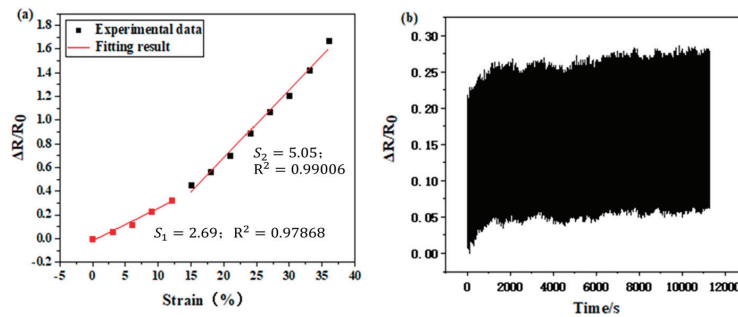 (a)
Experimental data
Fitting result
1.8
1.6
1.4
1.2
1.0
0.8
0.6
0.4
0.2
0.0
-0.2
ΔR/R0
S₂ = 5.05;
R² = 0.99006
S₁ = 2.69; R² = 0.97868
-5 0 5 10 15 20 25 30 35 40
Strain (%)
(b)
0.30
0.25
0.20
0.15
0.10
0.05
0.00
ΔR/R0
0 2000 4000 6000 8000 10000 12000
Time/s